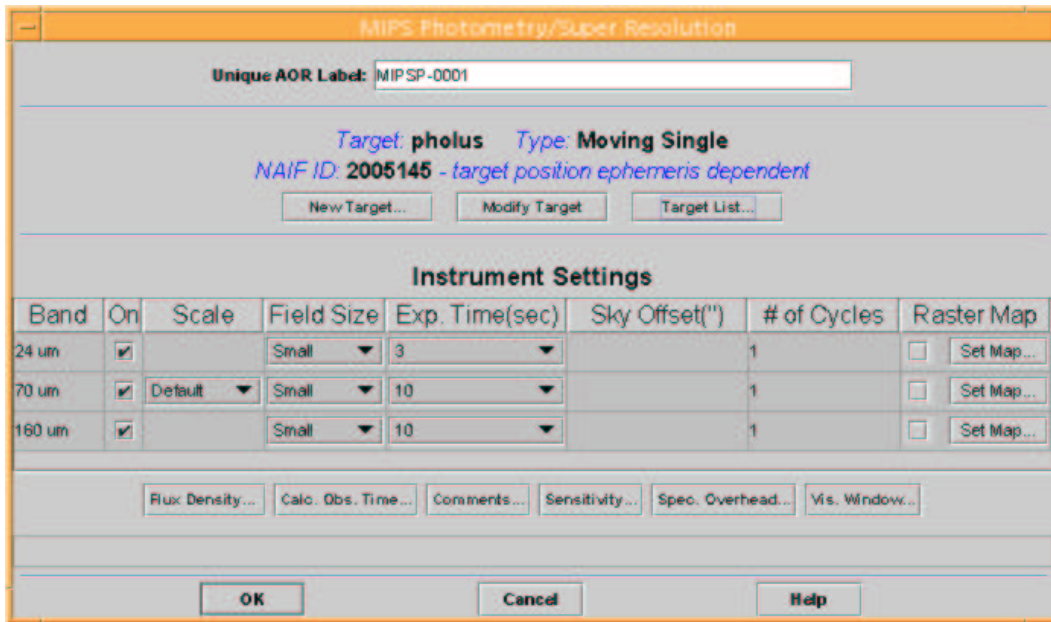 MIPS Photometry/Super Resolution
Unique AOR Label: MIPSP-0001
Target: pholus Type: Moving Single
NAIF ID: 2005145 - target position ephemeris dependent
New Target... Modify Target Target List...
Instrument Settings
Band On Scale Field Size Exp. Time(sec) Sky Offset(") # of Cycles Raster Map
24 um Small 3 1 Set Map...
70 um Default Small 10 1 Set Map...
160 um Small 10 1 Set Map...
Flux Density... Calc. Obs. Time... Comments... Sensitivity... Spec. Overhead... Vis. Window...
OK Cancel Help